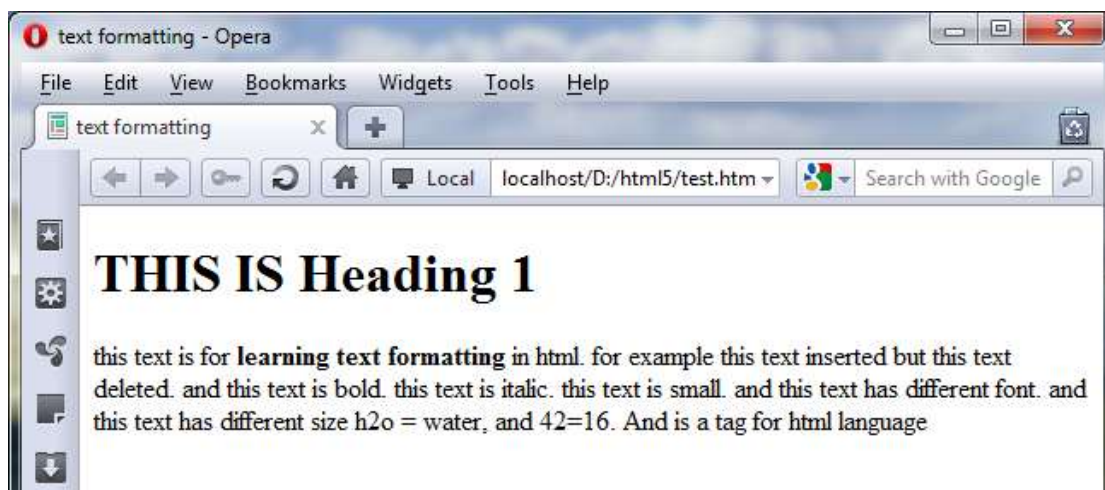 text formatting - Opera
File Edit View Bookmarks Widgets Tools Help
text formatting
Local localhost/D:/html5/test.htm Search with Google
THIS IS Heading 1
this text is for learning text formatting in html. for example this text inserted but this text
deleted. and this text is bold. this text is italic. this text is small. and this text has different font. and
this text has different size h2o = water, and 42=16. And is a tag for html language